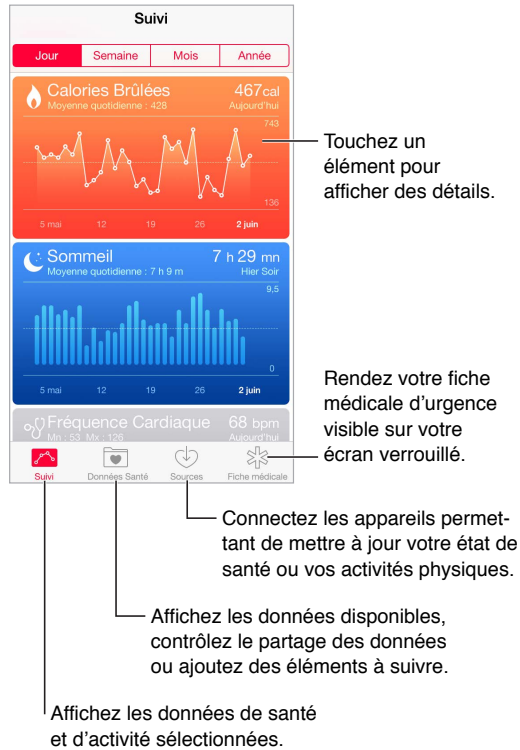 Suivi
Jour Semaine Mois Année
Calories Brûlées 467cal
Moyenne quotidienne : 428 Aujourd'hui
743
136
5 mai 12 19 26 2 juin
Touchez un
élément pour
afficher des détails.
Sommeil 7 h 29 mn
Moyenne quotidienne : 7 h 9 m Hier Soir
9,5
0
5 mai 12 19 26 2 juin
Fréquence Cardiaque 68 bpm
Mn : 53 Mx : 126 Aujourd'hui
Rendez votre fiche
médicale d'urgence
visible sur votre
écran verrouillé.
Suivi Données Santé Sources Fiche médicale
Connectez les appareils permet-
tant de mettre à jour votre état de
santé ou vos activités physiques.
Affichez les données disponibles,
contrôlez le partage des données
ou ajoutez des éléments à suivre.
Affichez les données de santé
et d'activité sélectionnées.